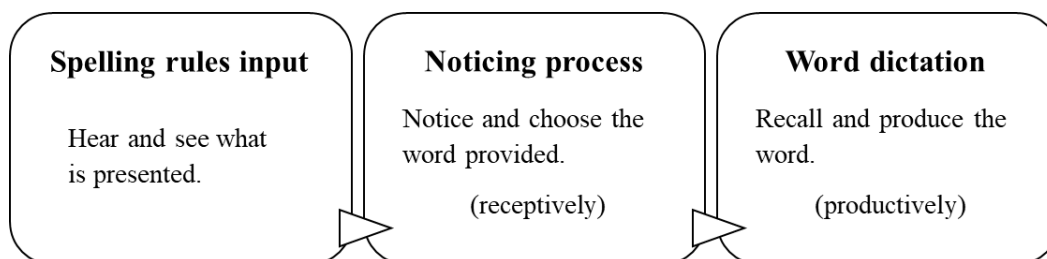 Spelling rules input
Hear and see what
is presented.
Noticing process
Notice and choose the
word provided.
(receptively)
Word dictation
Recall and produce the
word.
(productively)